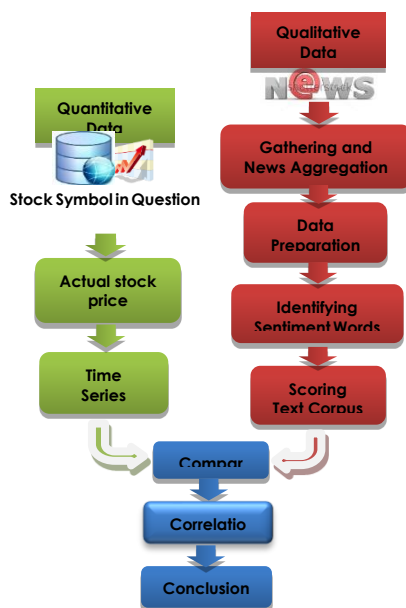 Qualitative
Data
NEWS
Quantitative
Data
Stock Symbol in Question
Gathering and
News Aggregation
Data
Preparation
Actual stock
price
Identifying
Sentiment Words
Time
Series
Scoring
Text Corpus
Compar
Correlatio
Conclusion